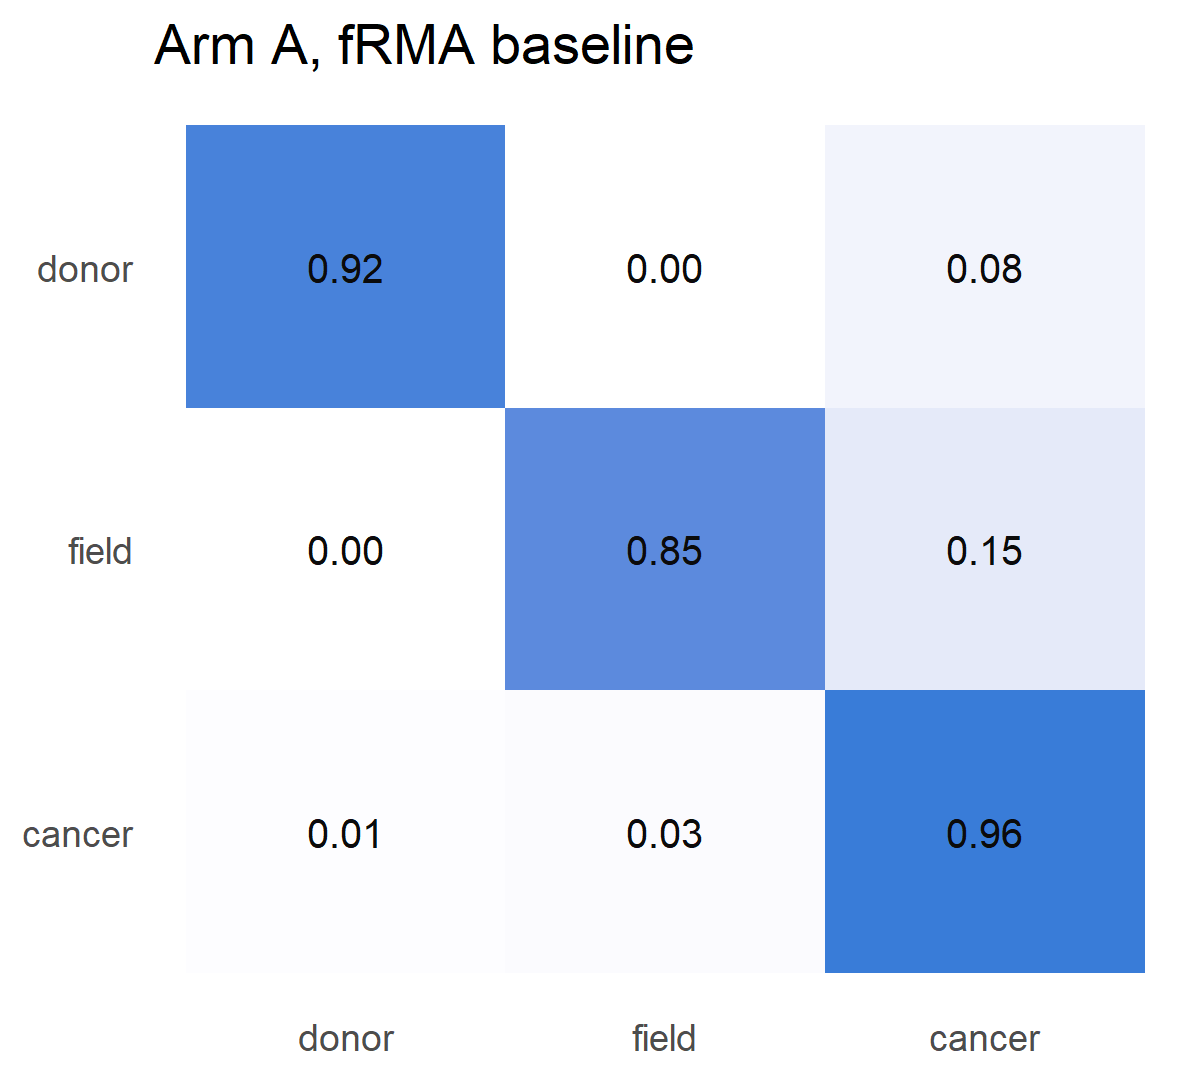 Arm A, fRMA baseline
donor 0.92 0.00 0.08
field 0.00 0.85 0.15
cancer 0.01 0.03 0.96
donor field cancer